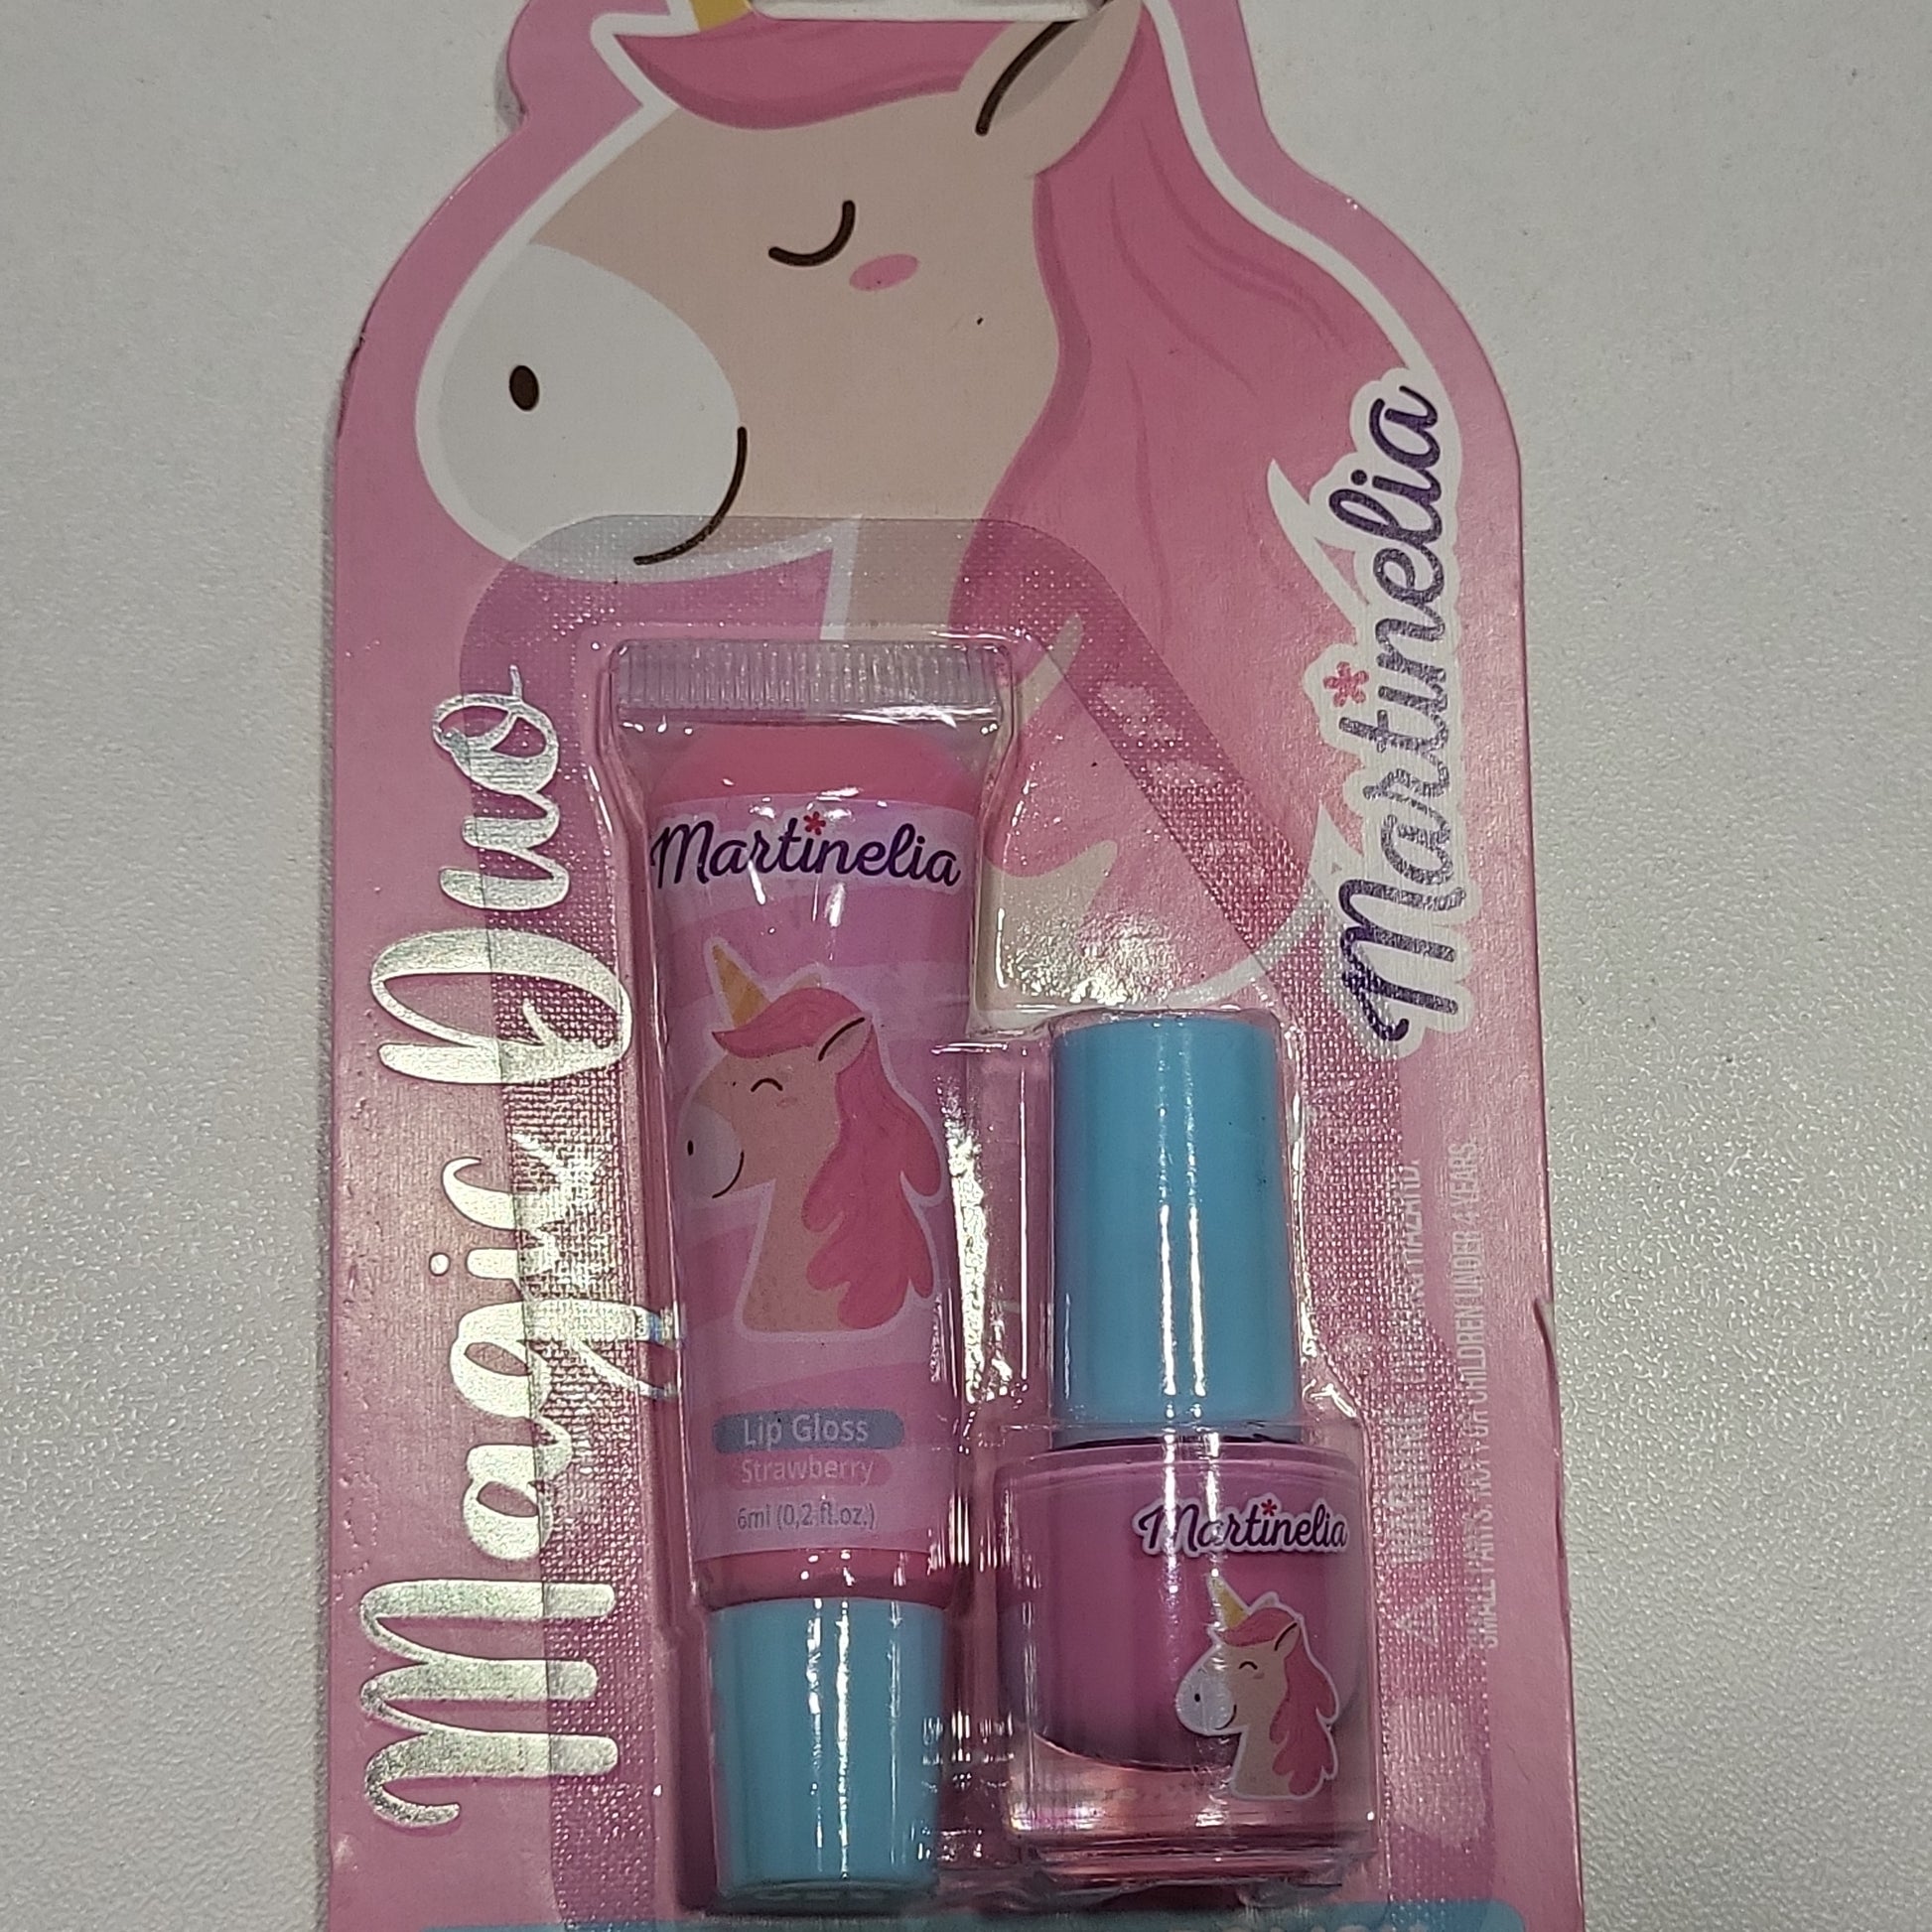 Magic Duo
Martinelia
Martinelia
Lip Gloss
Strawberry
6ml (0,2 fl.oz.)
Martinelia
SMALL PARTS. NOT FOR CHILDREN UNDER 4 YEARS.